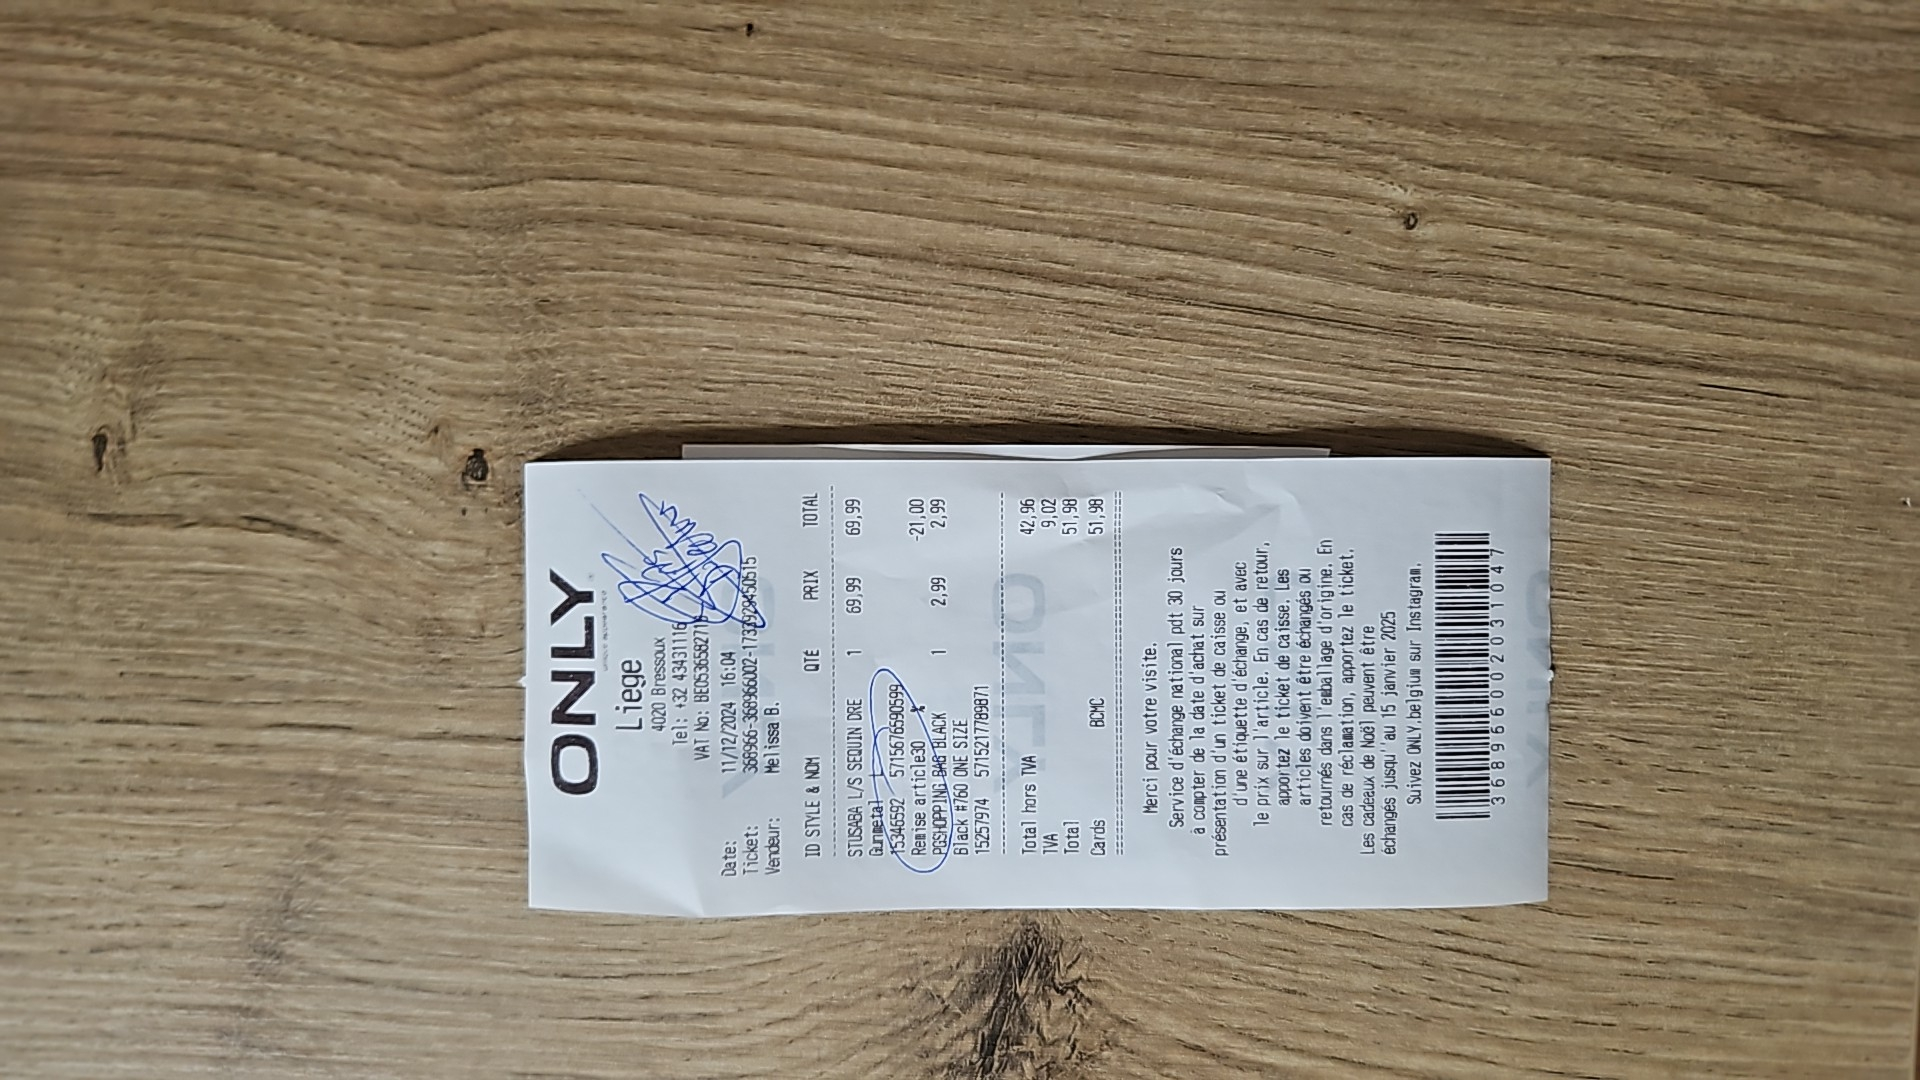 ONLY
Liege
4020 Bressoux
Tel: +32 43431116
VAT No: BE0536582718
Date: 11/12/2024 16:04
Ticket: 368966-368966002-1733929450515
Vendeur: Melissa B.
ID STYLE & NOM QTE PRIX TOTAL
STUSABA L/S SEQUIN DRE 1 69,99 69,99
Gunmetal
15346592 5715676590599
Remise article30 % -21,00
PGSHOPPING BAG BLACK 1 2,99 2,99
Black #760 ONE SIZE
15257974 5715217789871
Total hors TVA 42,96
TVA 9,02
Total 51,98
Cards BCMC 51,98
Merci pour votre visite.
Service d'échange national pdt 30 jours
à compter de la date d'achat sur
présentation d'un ticket de caisse ou
d'une étiquette d'échange, et avec
le prix sur l'article. En cas de retour,
apportez le ticket de caisse. Les
articles doivent être échangés ou
retournés dans l'emballage d'origine. En
cas de réclamation, apportez le ticket.
Les cadeaux de Noël peuvent être
échangés jusqu''au 15 janvier 2025
Suivez ONLY.belgium sur Instagram.
368966002031047